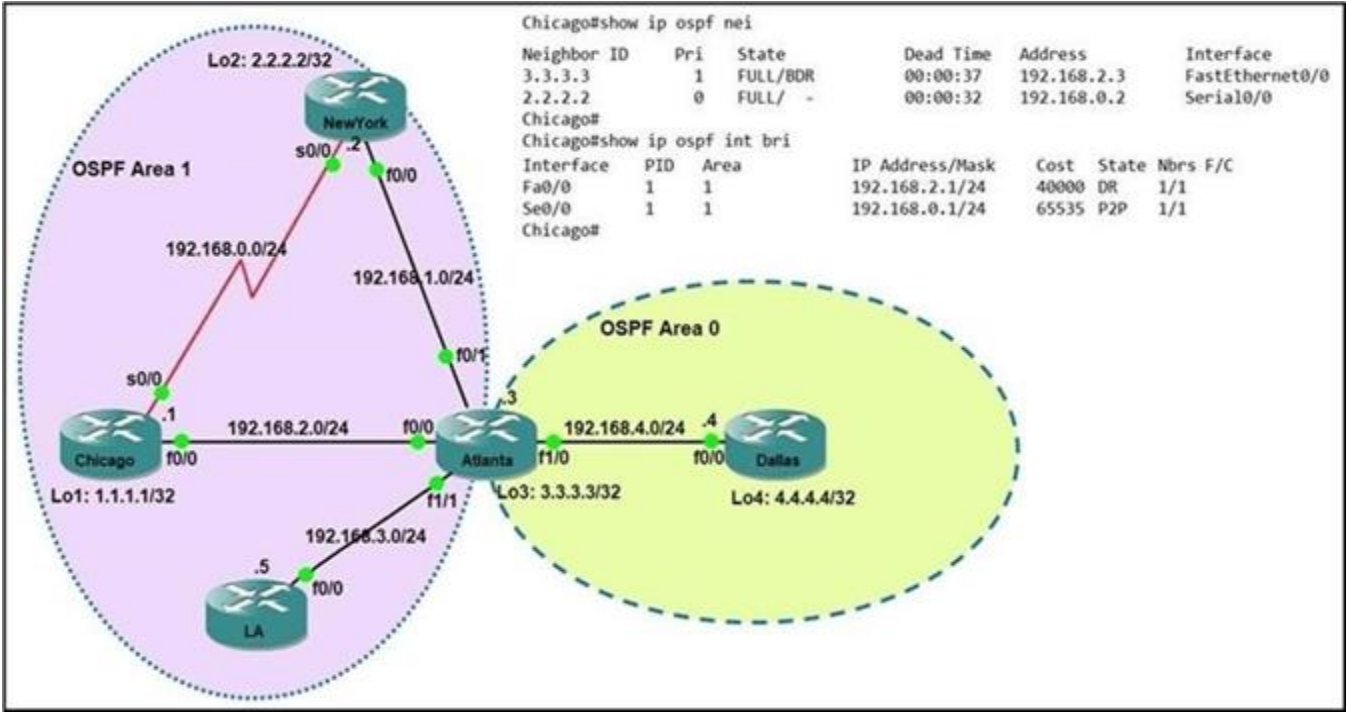 Chicago#show ip ospf nei
Neighbor ID Pri State Dead Time Address Interface
3.3.3.3 1 FULL/BDR 00:00:37 192.168.2.3 FastEthernet0/0
2.2.2.2 0 FULL/ - 00:00:32 192.168.0.2 Serial0/0
Chicago#
Chicago#show ip ospf int bri
Interface PID Area IP Address/Mask Cost State Nbrs F/C
Fa0/0 1 1 192.168.2.1/24 40000 DR 1/1
Se0/0 1 1 192.168.0.1/24 65535 P2P 1/1
Chicago#
Lo2: 2.2.2.2/32
NewYork
s0/0
.2
f0/0
OSPF Area 1
192.168.0.0/24
192.168.1.0/24
OSPF Area 0
f0/1
s0/0
.1
.3
192.168.2.0/24
f0/0
192.168.4.0/24
.4
Chicago
f0/0
Atlanta
f1/0
f0/0
Dallas
Lo1: 1.1.1.1/32
f1/1
Lo3: 3.3.3.3/32
Lo4: 4.4.4.4/32
192.168.3.0/24
.5
f0/0
LA